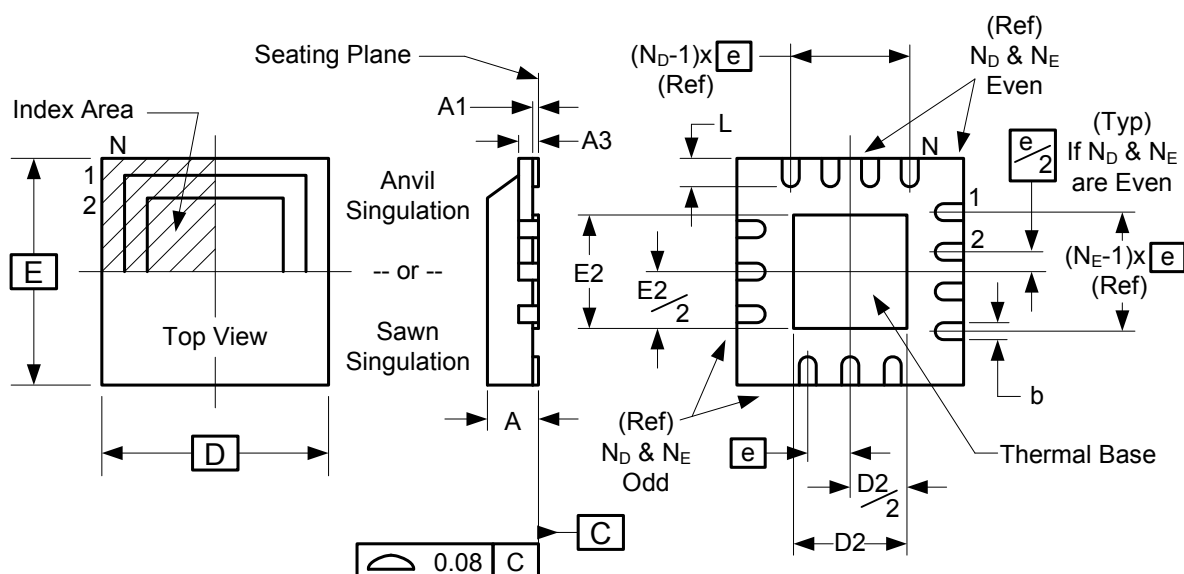 Seating Plane
Index Area
N
1
2
E
Top View
D
A1
A3
Anvil
Singulation
-- or --
Sawn
Singulation
A
0.08 C
C
(N_D-1)x e
(Ref)
L
(Ref)
N_D & N_E
Even
N
e/2
(Typ)
If N_D & N_E
are Even
1
2
(N_E-1)x e
(Ref)
E2
E2/2
b
(Ref)
N_D & N_E
Odd
e
Thermal Base
D2/2
D2